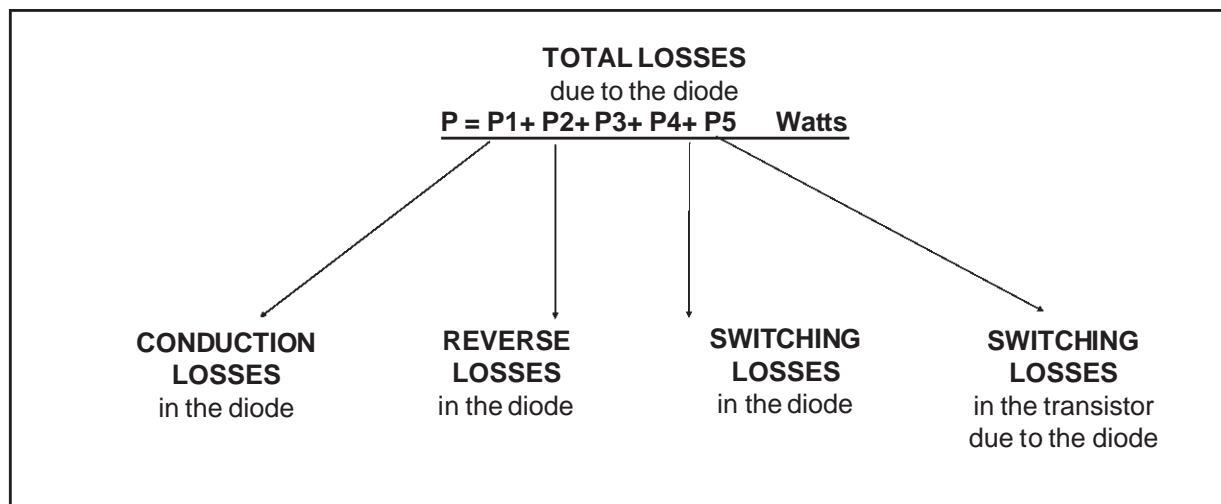 TOTAL LOSSES
due to the diode
P = P1+ P2+ P3+ P4+ P5 Watts
CONDUCTION
LOSSES
in the diode
REVERSE
LOSSES
in the diode
SWITCHING
LOSSES
in the diode
SWITCHING
LOSSES
in the transistor
due to the diode